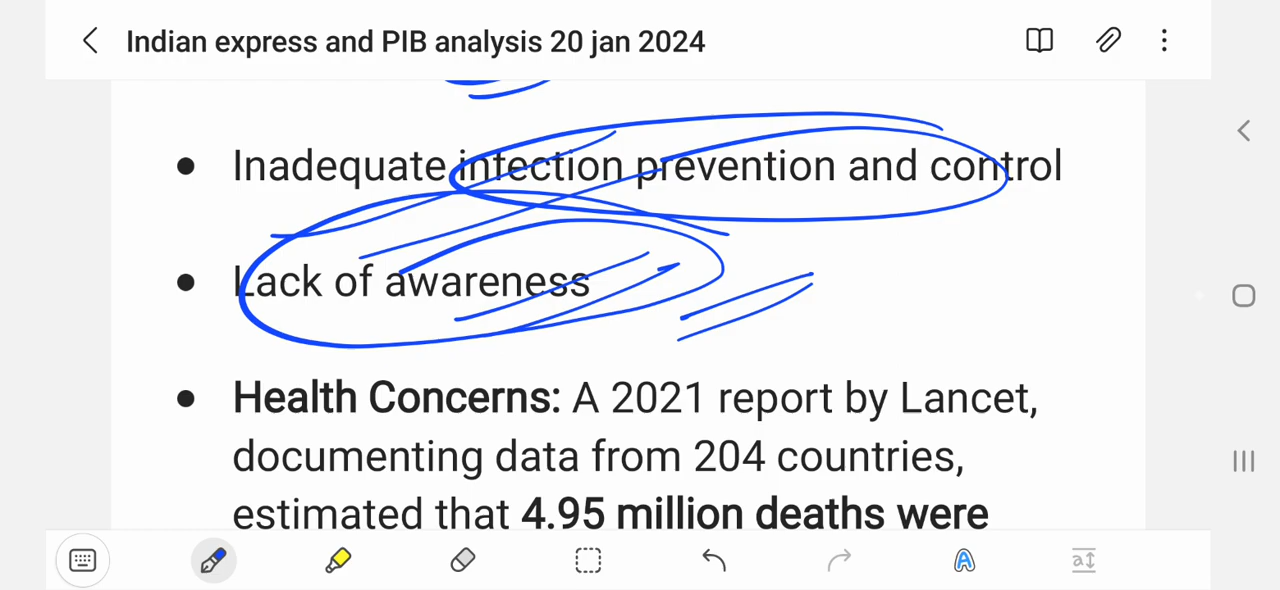 Indian express and PIB analysis 20 jan 2024
● Inadequate infection prevention and control
● Lack of awareness
● Health Concerns: A 2021 report by Lancet,
documenting data from 204 countries,
estimated that 4.95 million deaths were